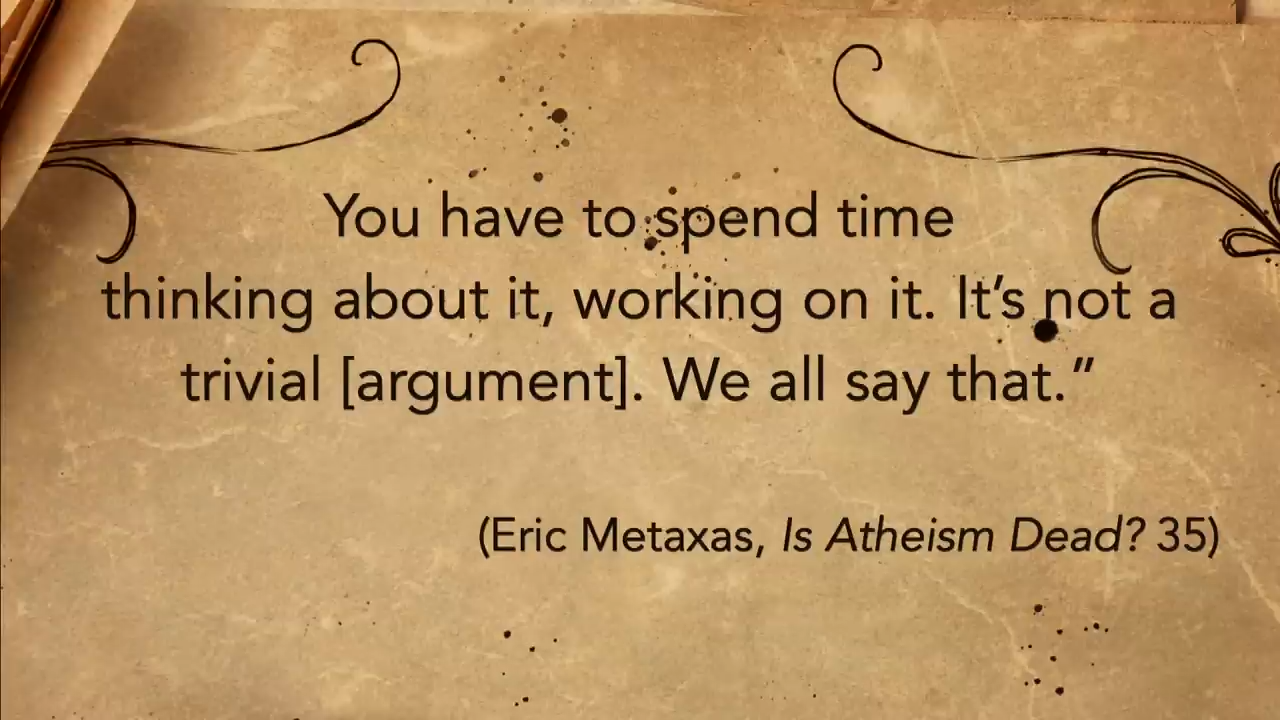 You have to spend time
thinking about it, working on it. It’s not a
trivial [argument]. We all say that.”
(Eric Metaxas, Is Atheism Dead? 35)